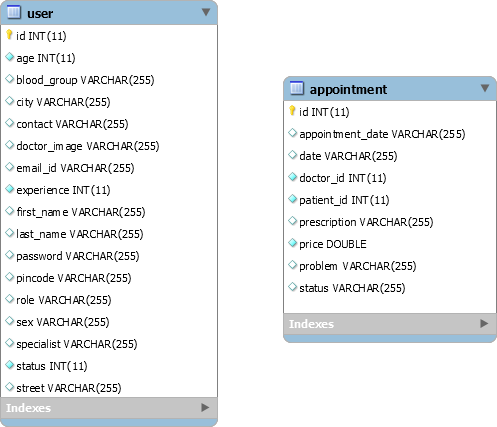 user
id INT(11)
age INT(11)
blood_group VARCHAR(255)
city VARCHAR(255)
contact VARCHAR(255)
doctor_image VARCHAR(255)
email_id VARCHAR(255)
experience INT(11)
first_name VARCHAR(255)
last_name VARCHAR(255)
password VARCHAR(255)
pincode VARCHAR(255)
role VARCHAR(255)
sex VARCHAR(255)
specialist VARCHAR(255)
status INT(11)
street VARCHAR(255)
Indexes
appointment
id INT(11)
appointment_date VARCHAR(255)
date VARCHAR(255)
doctor_id INT(11)
patient_id INT(11)
prescription VARCHAR(255)
price DOUBLE
problem VARCHAR(255)
status VARCHAR(255)
Indexes